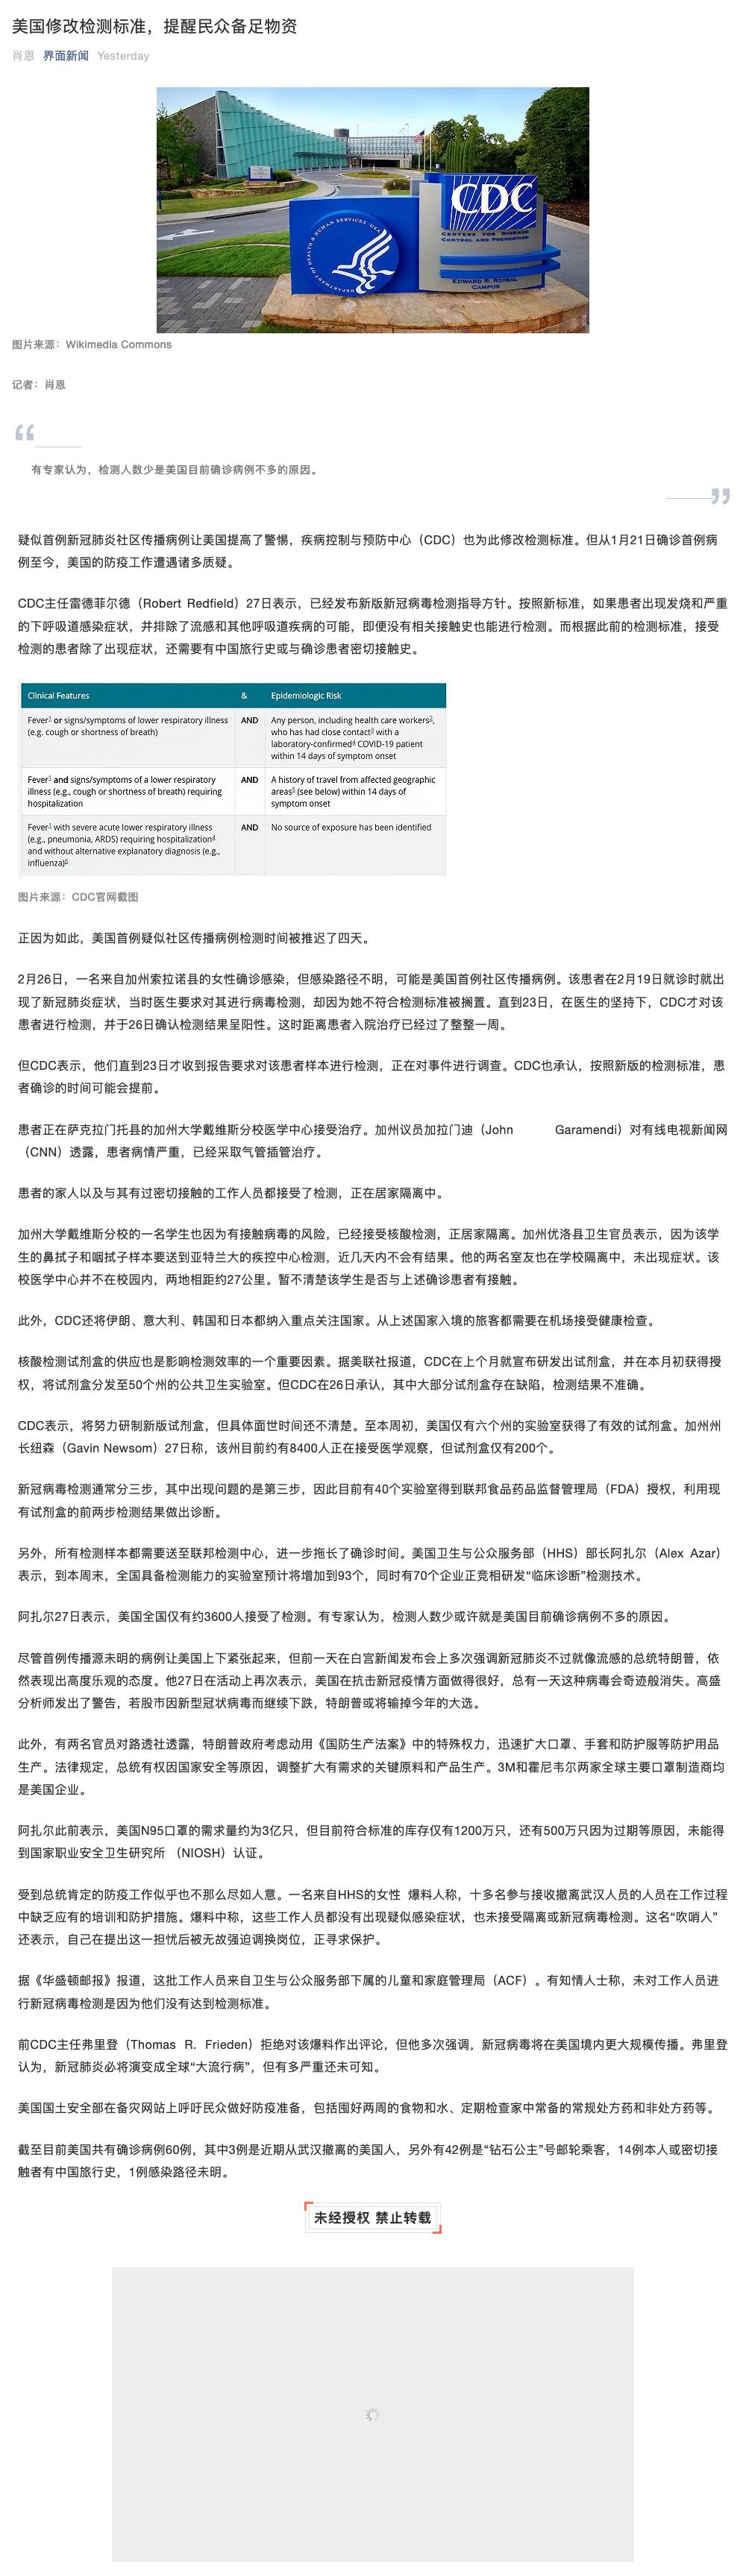 美国修改检测标准，提醒民众备足物资
肖恩 界面新闻 Yesterday
DEPARTMENT OF HEALTH & HUMAN SERVICES • USA
CDC
CENTERS FOR DISEASE
CONTROL AND PREVENTION
EDWARD R. ROYBAL
CAMPUS
图片来源：Wikimedia Commons
记者：肖恩
“
有专家认为，检测人数少是美国目前确诊病例不多的原因。
”
疑似首例新冠肺炎社区传播病例让美国提高了警惕，疾病控制与预防中心（CDC）也为此修改检测标准。但从1月21日确诊首例病
例至今，美国的防疫工作遭遇诸多质疑。
CDC主任雷德菲尔德（Robert Redfield）27日表示，已经发布新版新冠病毒检测指导方针。按照新标准，如果患者出现发烧和严重
的下呼吸道感染症状，并排除了流感和其他呼吸道疾病的可能，即便没有相关接触史也能进行检测。而根据此前的检测标准，接受
检测的患者除了出现症状，还需要有中国旅行史或与确诊患者密切接触史。
Clinical Features & Epidemiologic Risk
Fever1 or signs/symptoms of lower respiratory illness AND Any person, including health care workers2,
(e.g. cough or shortness of breath) who has had close contact3 with a
laboratory-confirmed4 COVID-19 patient
within 14 days of symptom onset
Fever1 and signs/symptoms of a lower respiratory AND A history of travel from affected geographic
illness (e.g., cough or shortness of breath) requiring areas5 (see below) within 14 days of
hospitalization symptom onset
Fever1 with severe acute lower respiratory illness AND No source of exposure has been identified
(e.g., pneumonia, ARDS) requiring hospitalization4
and without alternative explanatory diagnosis (e.g.,
influenza)6
图片来源：CDC官网截图
正因为如此，美国首例疑似社区传播病例检测时间被推迟了四天。
2月26日，一名来自加州索拉诺县的女性确诊感染，但感染路径不明，可能是美国首例社区传播病例。该患者在2月19日就诊时就出
现了新冠肺炎症状，当时医生要求对其进行病毒检测，却因为她不符合检测标准被搁置。直到23日，在医生的坚持下，CDC才对该
患者进行检测，并于26日确认检测结果呈阳性。这时距离患者入院治疗已经过了整整一周。
但CDC表示，他们直到23日才收到报告要求对该患者样本进行检测，正在对事件进行调查。CDC也承认，按照新版的检测标准，患
者确诊的时间可能会提前。
患者正在萨克拉门托县的加州大学戴维斯分校医学中心接受治疗。加州议员加拉门迪（John Garamendi）对有线电视新闻网
（CNN）透露，患者病情严重，已经采取气管插管治疗。
患者的家人以及与其有过密切接触的工作人员都接受了检测，正在居家隔离中。
加州大学戴维斯分校的一名学生也因为有接触病毒的风险，已经接受核酸检测，正居家隔离。加州优洛县卫生官员表示，因为该学
生的鼻拭子和咽拭子样本要送到亚特兰大的疾控中心检测，近几天内不会有结果。他的两名室友也在学校隔离中，未出现症状。该
校医学中心并不在校园内，两地相距约27公里。暂不清楚该学生是否与上述确诊患者有接触。
此外，CDC还将伊朗、意大利、韩国和日本都纳入重点关注国家。从上述国家入境的旅客都需要在机场接受健康检查。
核酸检测试剂盒的供应也是影响检测效率的一个重要因素。据美联社报道，CDC在上个月就宣布研发出试剂盒，并在本月初获得授
权，将试剂盒分发至50个州的公共卫生实验室。但CDC在26日承认，其中大部分试剂盒存在缺陷，检测结果不准确。
CDC表示，将努力研制新版试剂盒，但具体面世时间还不清楚。至本周初，美国仅有六个州的实验室获得了有效的试剂盒。加州州
长纽森（Gavin Newsom）27日称，该州目前约有8400人正在接受医学观察，但试剂盒仅有200个。
新冠病毒检测通常分三步，其中出现问题的是第三步，因此目前有40个实验室得到联邦食品药品监督管理局（FDA）授权，利用现
有试剂盒的前两步检测结果做出诊断。
另外，所有检测样本都需要送至联邦检测中心，进一步拖长了确诊时间。美国卫生与公众服务部（HHS）部长阿扎尔（Alex Azar）
表示，到本周末，全国具备检测能力的实验室预计将增加到93个，同时有70个企业正竞相研发“临床诊断”检测技术。
阿扎尔27日表示，美国全国仅有约3600人接受了检测。有专家认为，检测人数少或许就是美国目前确诊病例不多的原因。
尽管首例传播源未明的病例让美国上下紧张起来，但前一天在白宫新闻发布会上多次强调新冠肺炎不过就像流感的总统特朗普，依
然表现出高度乐观的态度。他27日在活动上再次表示，美国在抗击新冠疫情方面做得很好，总有一天这种病毒会奇迹般消失。高盛
分析师发出了警告，若股市因新型冠状病毒而继续下跌，特朗普或将输掉今年的大选。
此外，有两名官员对路透社透露，特朗普政府考虑动用《国防生产法案》中的特殊权力，迅速扩大口罩、手套和防护服等防护用品
生产。法律规定，总统有权因国家安全等原因，调整扩大有需求的关键原料和产品生产。3M和霍尼韦尔两家全球主要口罩制造商均
是美国企业。
阿扎尔此前表示，美国N95口罩的需求量约为3亿只，但目前符合标准的库存仅有1200万只，还有500万只因为过期等原因，未能得
到国家职业安全卫生研究所 （NIOSH）认证。
受到总统肯定的防疫工作似乎也不那么尽如人意。一名来自HHS的女性 爆料人称，十多名参与接收撤离武汉人员的人员在工作过程
中缺乏应有的培训和防护措施。爆料中称，这些工作人员都没有出现疑似感染症状，也未接受隔离或新冠病毒检测。这名“吹哨人”
还表示，自己在提出这一担忧后被无故强迫调换岗位，正寻求保护。
据《华盛顿邮报》报道，这批工作人员来自卫生与公众服务部下属的儿童和家庭管理局（ACF）。有知情人士称，未对工作人员进
行新冠病毒检测是因为他们没有达到检测标准。
前CDC主任弗里登（Thomas R. Frieden）拒绝对该爆料作出评论，但他多次强调，新冠病毒将在美国境内更大规模传播。弗里登
认为，新冠肺炎必将演变成全球“大流行病”，但有多严重还未可知。
美国国土安全部在备灾网站上呼吁民众做好防疫准备，包括囤好两周的食物和水、定期检查家中常备的常规处方药和非处方药等。
截至目前美国共有确诊病例60例，其中3例是近期从武汉撤离的美国人，另外有42例是“钻石公主”号邮轮乘客，14例本人或密切接
触者有中国旅行史，1例感染路径未明。
未经授权 禁止转载